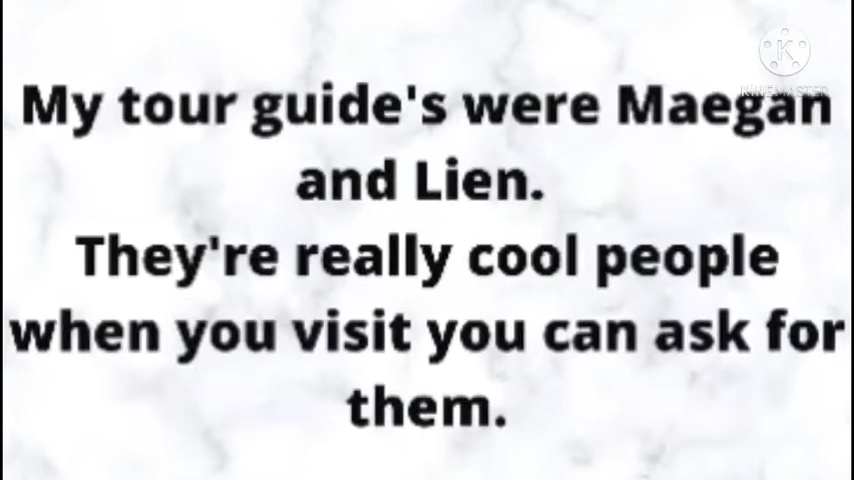 K
KINEMASTER
My tour guide's were Maegan
and Lien.
They're really cool people
when you visit you can ask for
them.